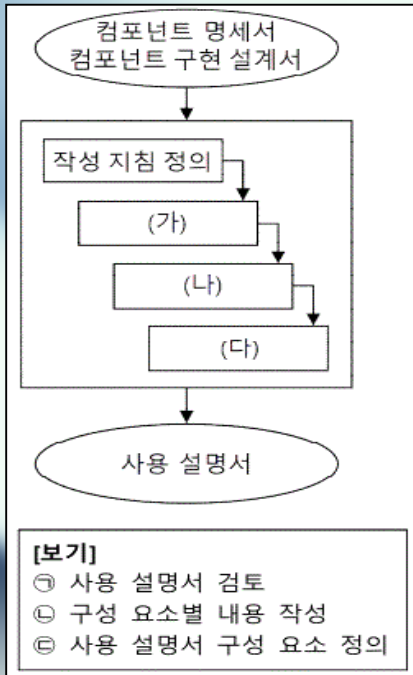 컴포넌트 명세서
컴포넌트 구현 설계서
작성 지침 정의
(가)
(나)
(다)
사용 설명서
[보기]
㉠ 사용 설명서 검토
㉡ 구성 요소별 내용 작성
㉢ 사용 설명서 구성 요소 정의